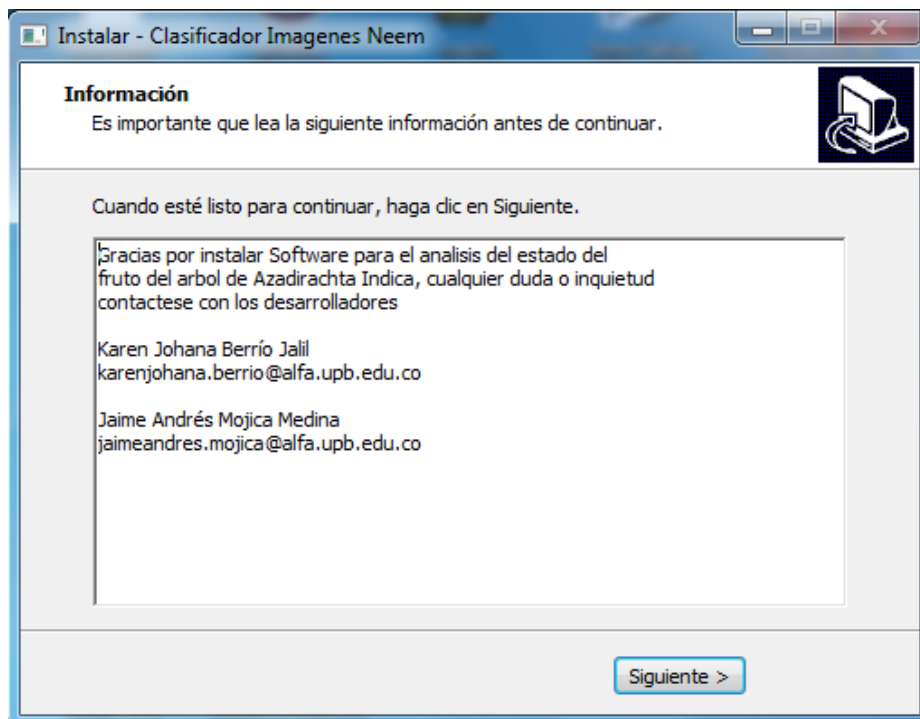 Instalar - Clasificador Imagenes Neem
Información
Es importante que lea la siguiente información antes de continuar.
Cuando esté listo para continuar, haga clic en Siguiente.
Gracias por instalar Software para el analisis del estado del
fruto del arbol de Azadirachta Indica, cualquier duda o inquietud
contactese con los desarrolladores
Karen Johana Berrío Jalil
karenjohana.berrio@alfa.upb.edu.co
Jaime Andrés Mojica Medina
jaimeandres.mojica@alfa.upb.edu.co
Siguiente >